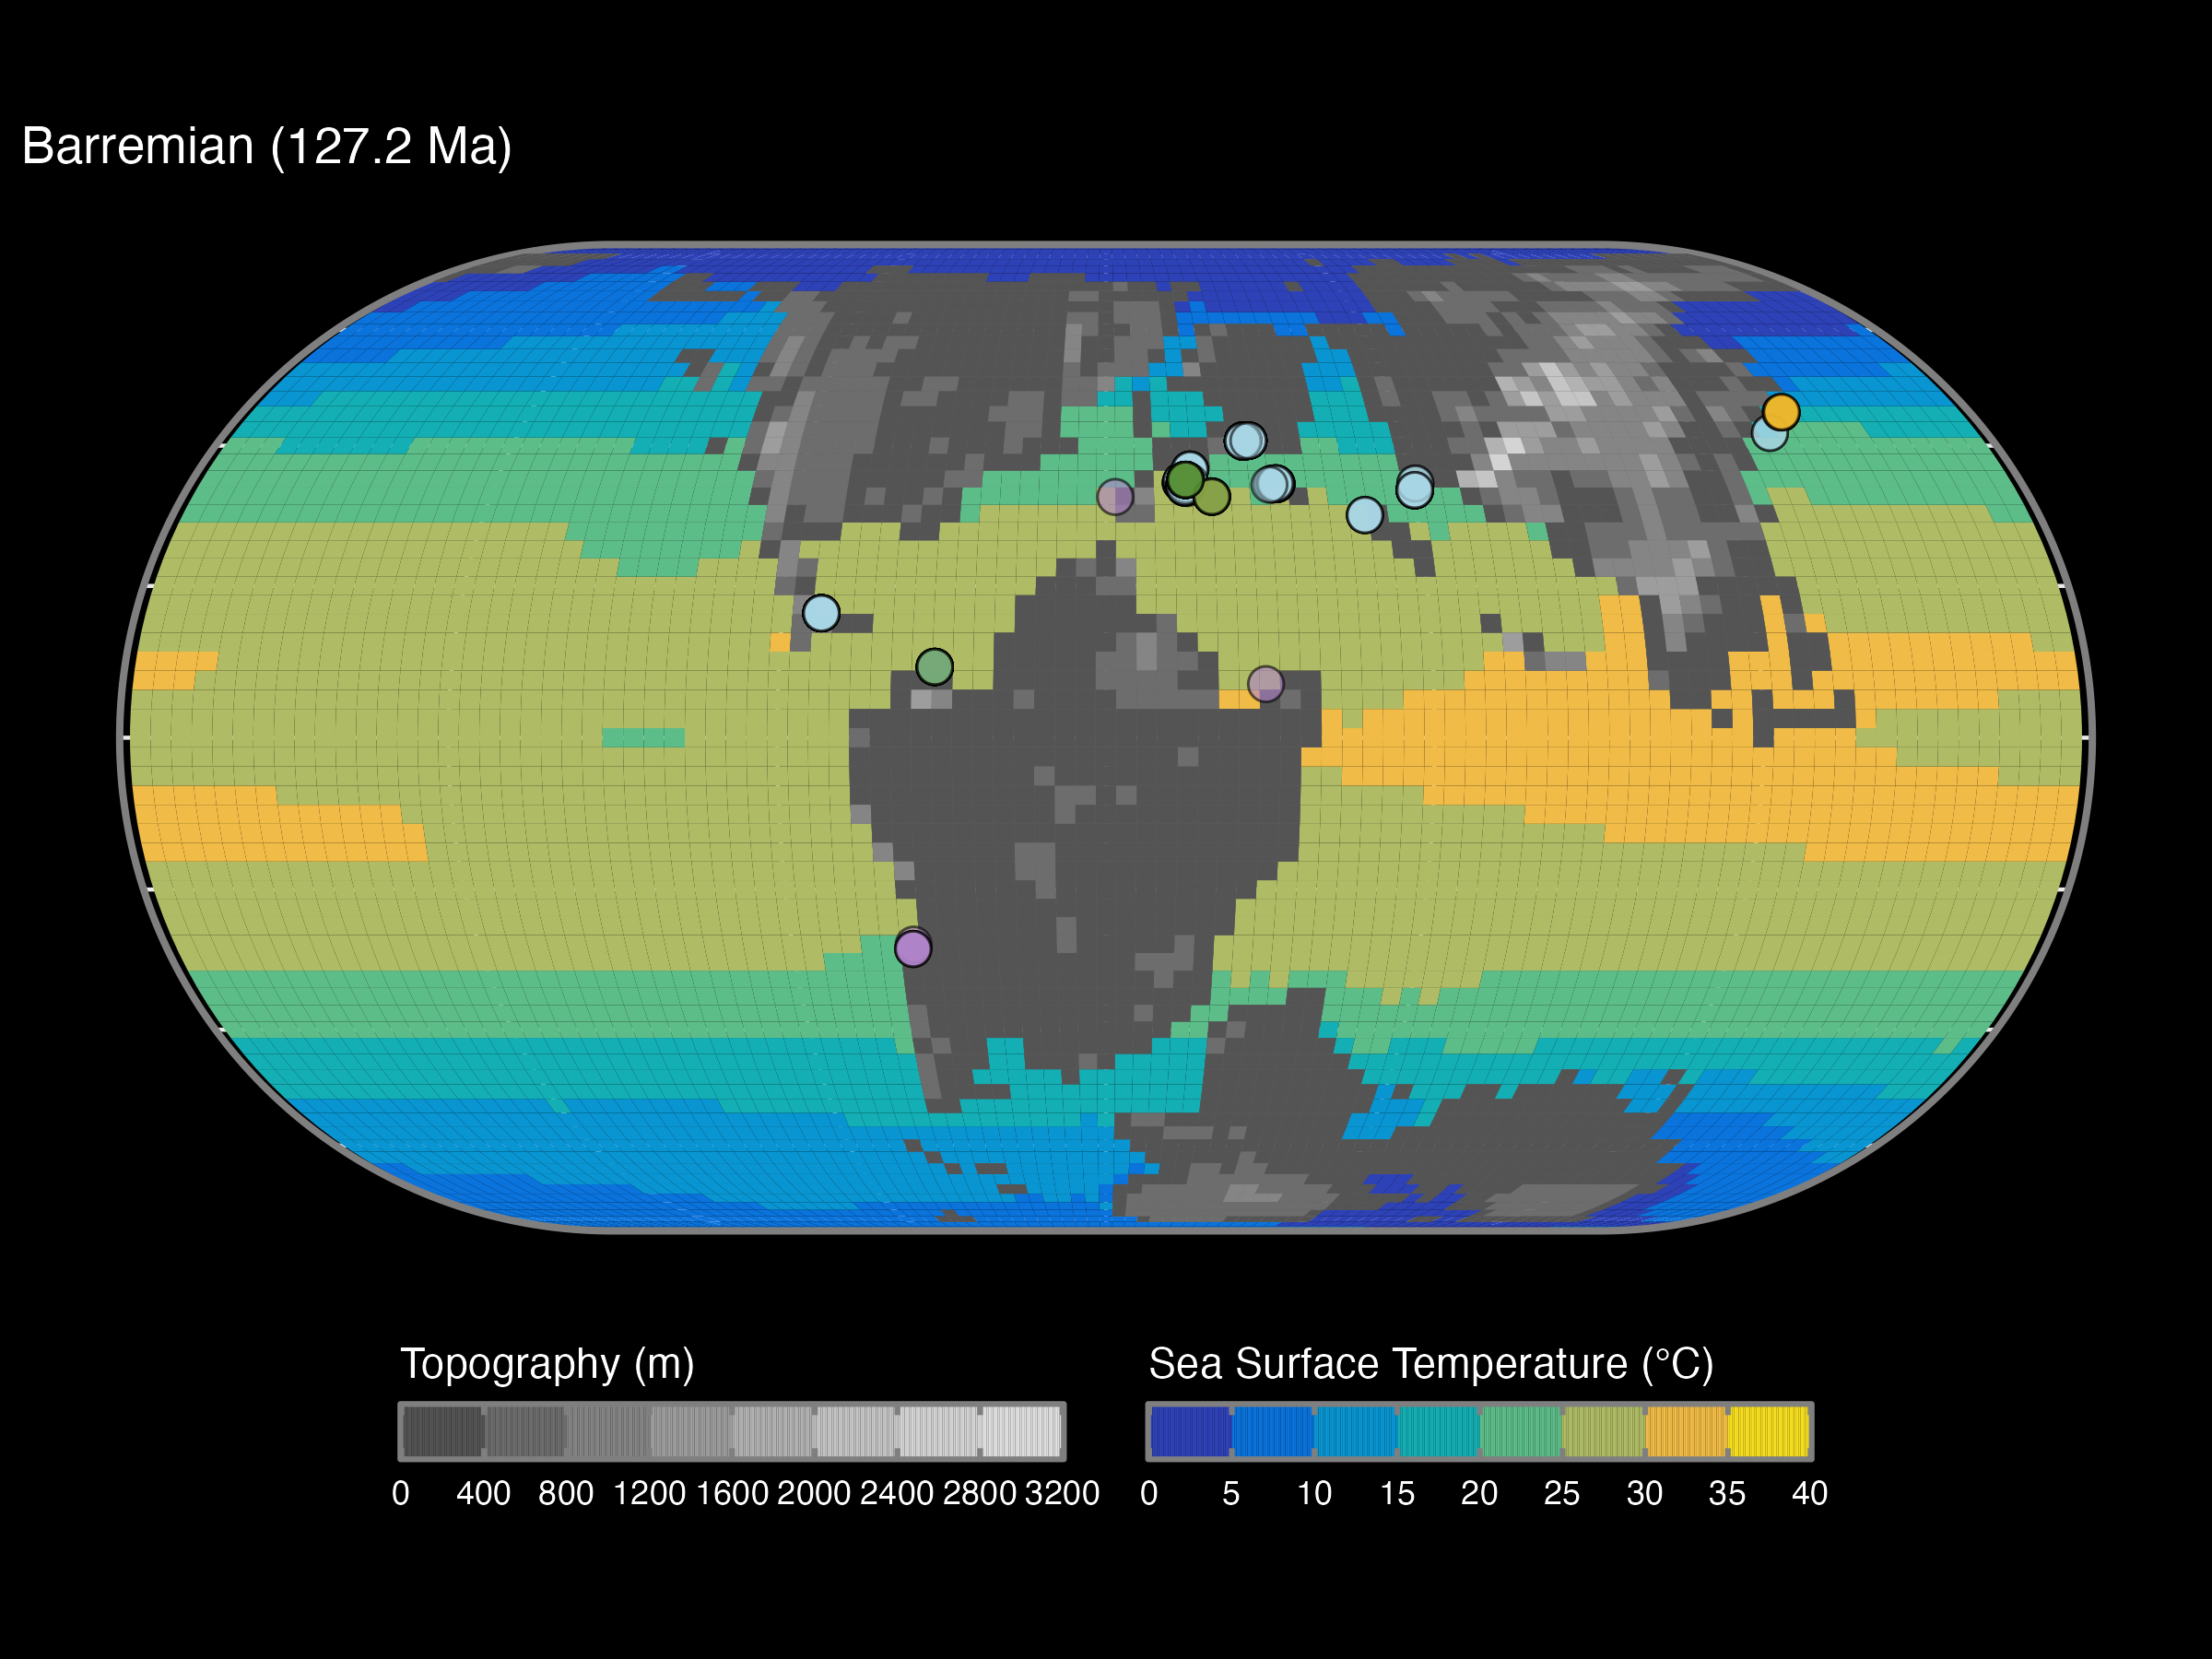 Barremian (127.2 Ma)
Topography (m)
0 400 800 1200 1600 2000 2400 2800 3200
Sea Surface Temperature (°C)
0 5 10 15 20 25 30 35 40